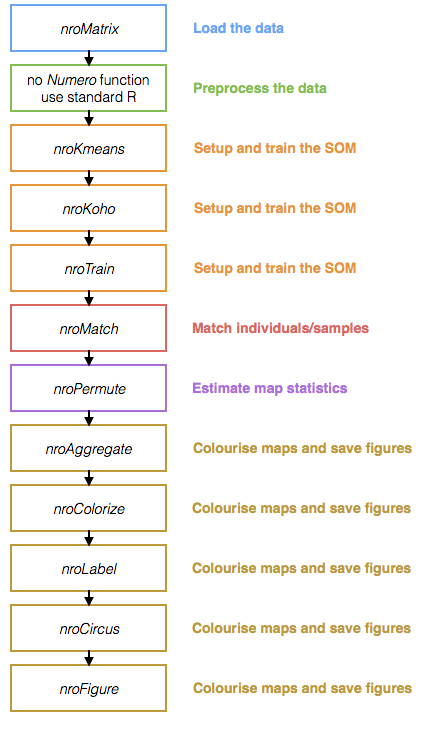 nroMatrix
Load the data
no Numero function
use standard R
Preprocess the data
nroKmeans
Setup and train the SOM
nroKoho
Setup and train the SOM
nroTrain
Setup and train the SOM
nroMatch
Match individuals/samples
nroPermute
Estimate map statistics
nroAggregate
Colourise maps and save figures
nroColorize
Colourise maps and save figures
nroLabel
Colourise maps and save figures
nroCircus
Colourise maps and save figures
nroFigure
Colourise maps and save figures